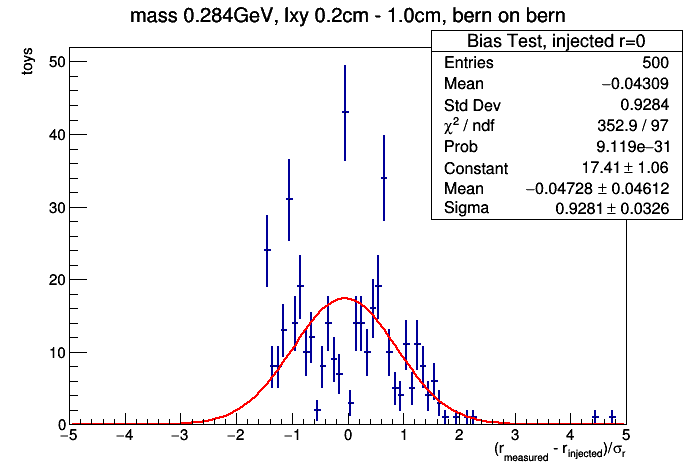 mass 0.284GeV, lxy 0.2cm - 1.0cm, bern on bern
Bias Test, injected r=0
Entries 500
Mean −0.04309
Std Dev 0.9284
χ² / ndf 352.9 / 97
Prob 9.119e−31
Constant 17.41 ± 1.06
Mean −0.04728 ± 0.04612
Sigma 0.9281 ± 0.0326
toys
50
40
30
20
10
0
−5 −4 −3 −2 −1 0 1 2 3 4 5
(r_measured - r_injected)/σ_r